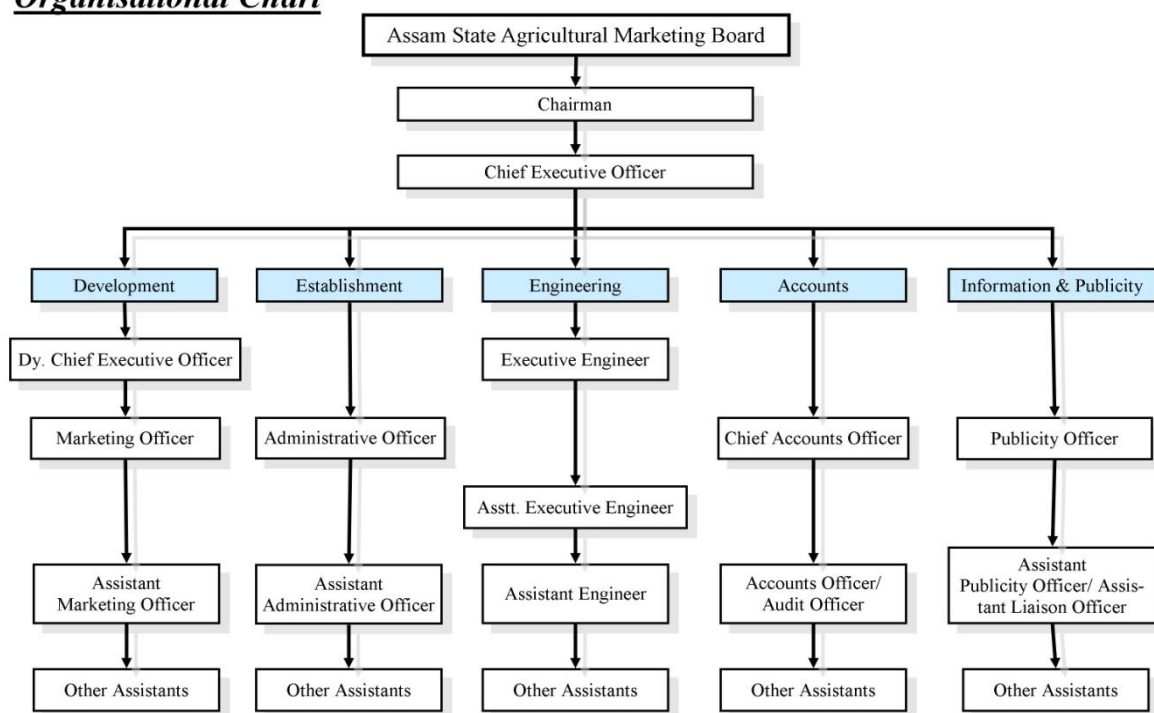 Organisational Chart
Assam State Agricultural Marketing Board
Chairman
Chief Executive Officer
Development
Establishment
Engineering
Accounts
Information & Publicity
Dy. Chief Executive Officer
Executive Engineer
Marketing Officer
Administrative Officer
Chief Accounts Officer
Publicity Officer
Asstt. Executive Engineer
Assistant
Marketing Officer
Assistant
Administrative Officer
Assistant Engineer
Accounts Officer/
Audit Officer
Assistant
Publicity Officer/ Assis-
tant Liaison Officer
Other Assistants
Other Assistants
Other Assistants
Other Assistants
Other Assistants